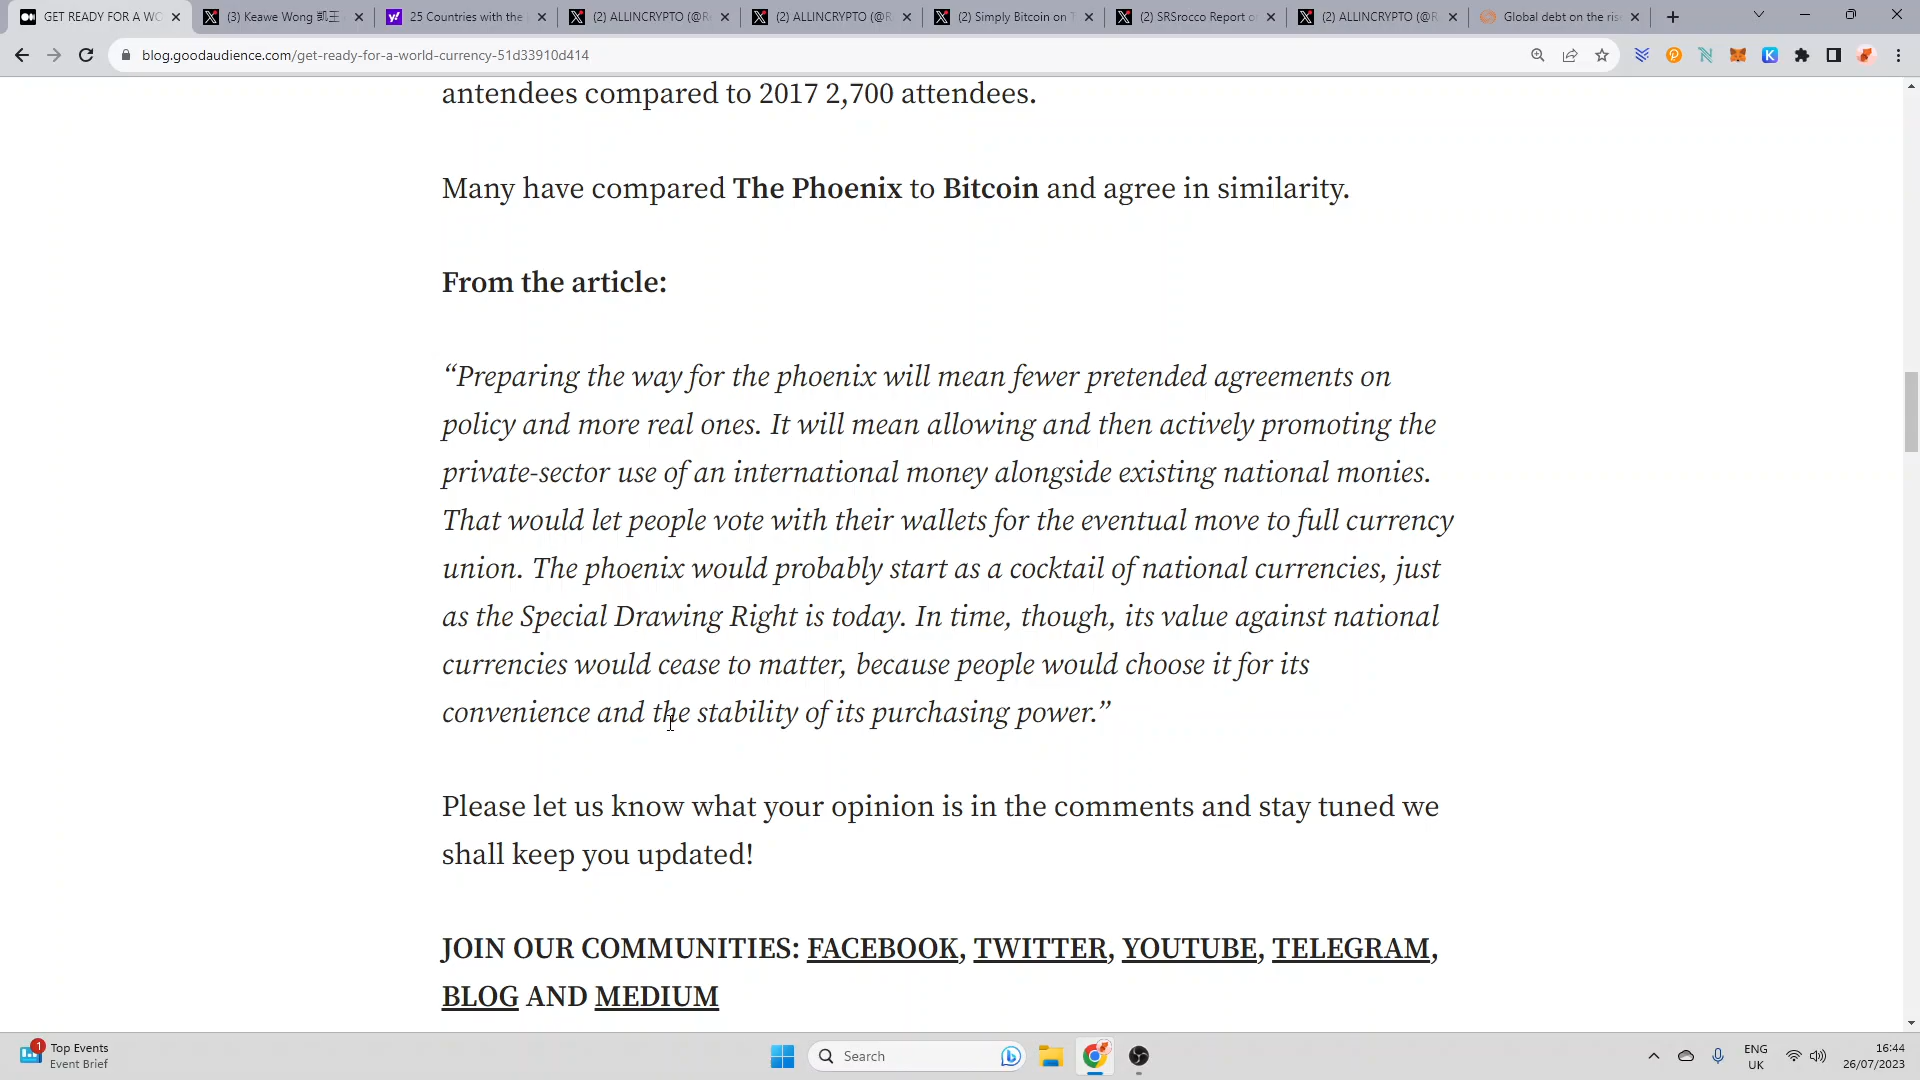 GET READY FOR A WO
(3) Keawe Wong 凯王
25 Countries with the
(2) ALLINCRYPTO (@R
(2) ALLINCRYPTO (@R
(2) Simply Bitcoin on T
(2) SRSrocco Report o
(2) ALLINCRYPTO (@R
Global debt on the ris
blog.goodaudience.com/get-ready-for-a-world-currency-51d33910d414
antendees compared to 2017 2,700 attendees.
Many have compared The Phoenix to Bitcoin and agree in similarity.
From the article:
“Preparing the way for the phoenix will mean fewer pretended agreements on
policy and more real ones. It will mean allowing and then actively promoting the
private-sector use of an international money alongside existing national monies.
That would let people vote with their wallets for the eventual move to full currency
union. The phoenix would probably start as a cocktail of national currencies, just
as the Special Drawing Right is today. In time, though, its value against national
currencies would cease to matter, because people would choose it for its
convenience and the stability of its purchasing power.”
Please let us know what your opinion is in the comments and stay tuned we
shall keep you updated!
JOIN OUR COMMUNITIES: FACEBOOK, TWITTER, YOUTUBE, TELEGRAM,
BLOG AND MEDIUM
1
Top Events
Event Brief
Search
ENG
UK
16:44
26/07/2023